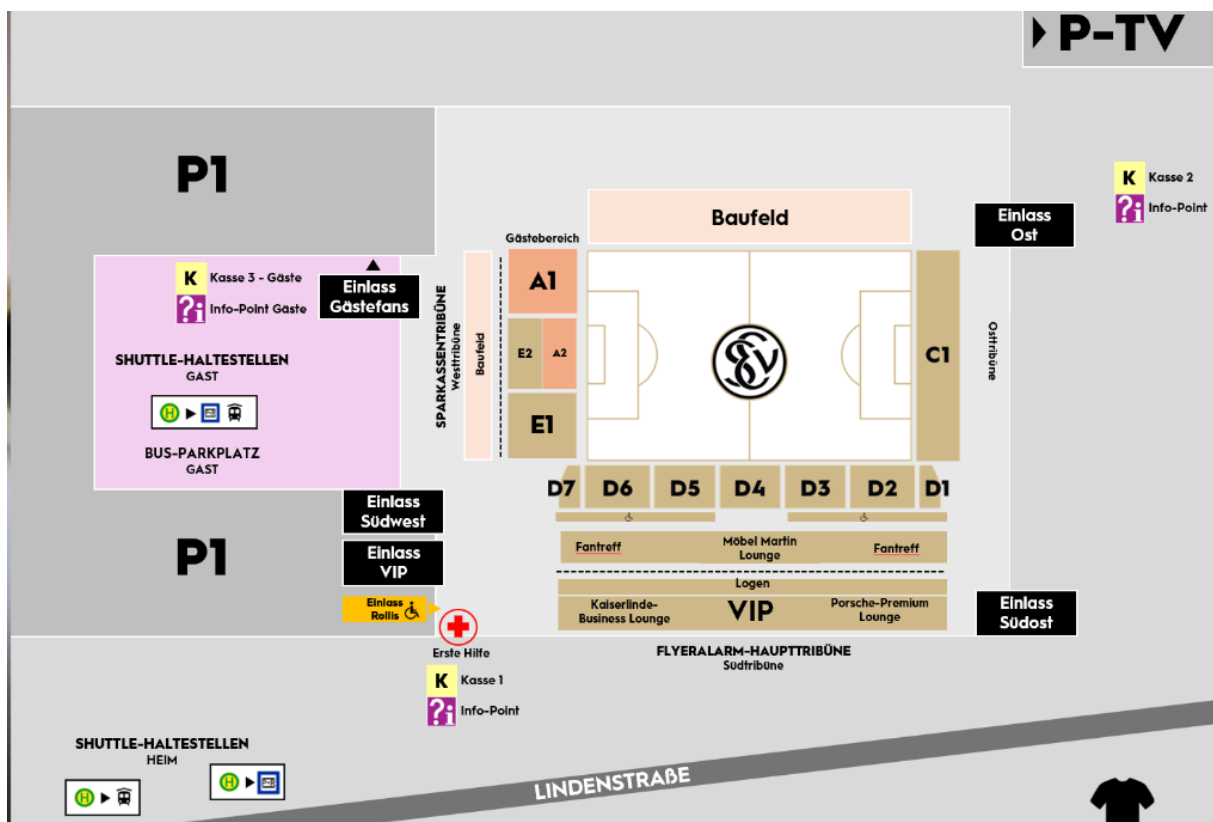 P-TV
P1
K Kasse 2
?i Info-Point
Baufeld
Einlass
Ost
Gästebereich
K Kasse 3 - Gäste
?i Info-Point Gäste
Einlass
Gästefans
SHUTTLE-HALTESTELLEN
GAST
H
BUS-PARKPLATZ
GAST
SPARKASSENTRIBÜNE
Westtribüne
Baufeld
A1
E2
A2
E1
SCV
C1
Osttribüne
D7 D6 D5 D4 D3 D2 D1
Einlass
Südwest
P1
Einlass
VIP
Einlass
Rollis
Fantreff
Möbel Martin
Lounge
Fantreff
Logen
Kaiserlinde-
Business Lounge
VIP
Porsche-Premium
Lounge
Einlass
Südost
Erste Hilfe
FLYERALARM-HAUPTTRIBÜNE
Südtribüne
K Kasse 1
?i Info-Point
SHUTTLE-HALTESTELLEN
HEIM
H
H
LINDENSTRAßE